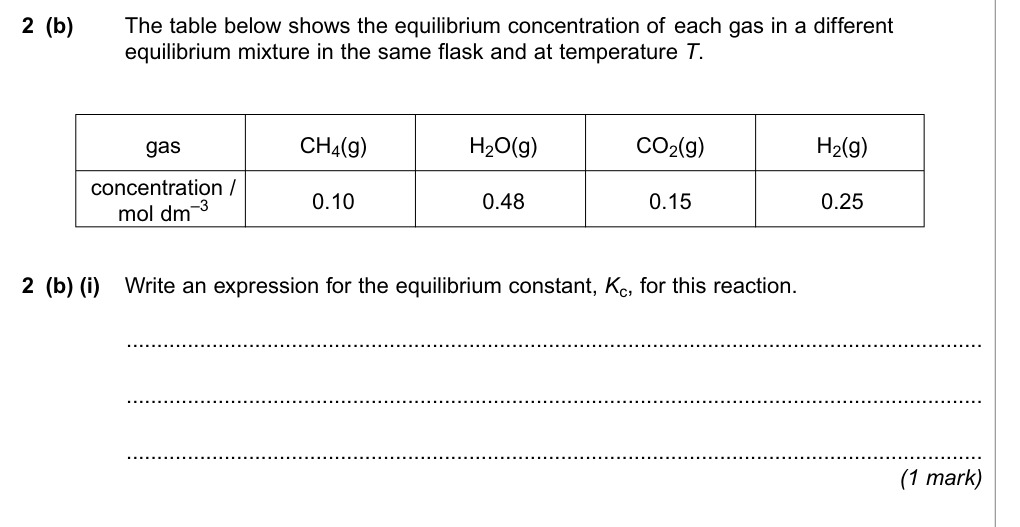 2 (b) The table below shows the equilibrium concentration of each gas in a different
equilibrium mixture in the same flask and at temperature T.
gas CH₄(g) H₂O(g) CO₂(g) H₂(g)
concentration /
mol dm⁻³ 0.10 0.48 0.15 0.25
2 (b) (i) Write an expression for the equilibrium constant, Kc, for this reaction.
(1 mark)